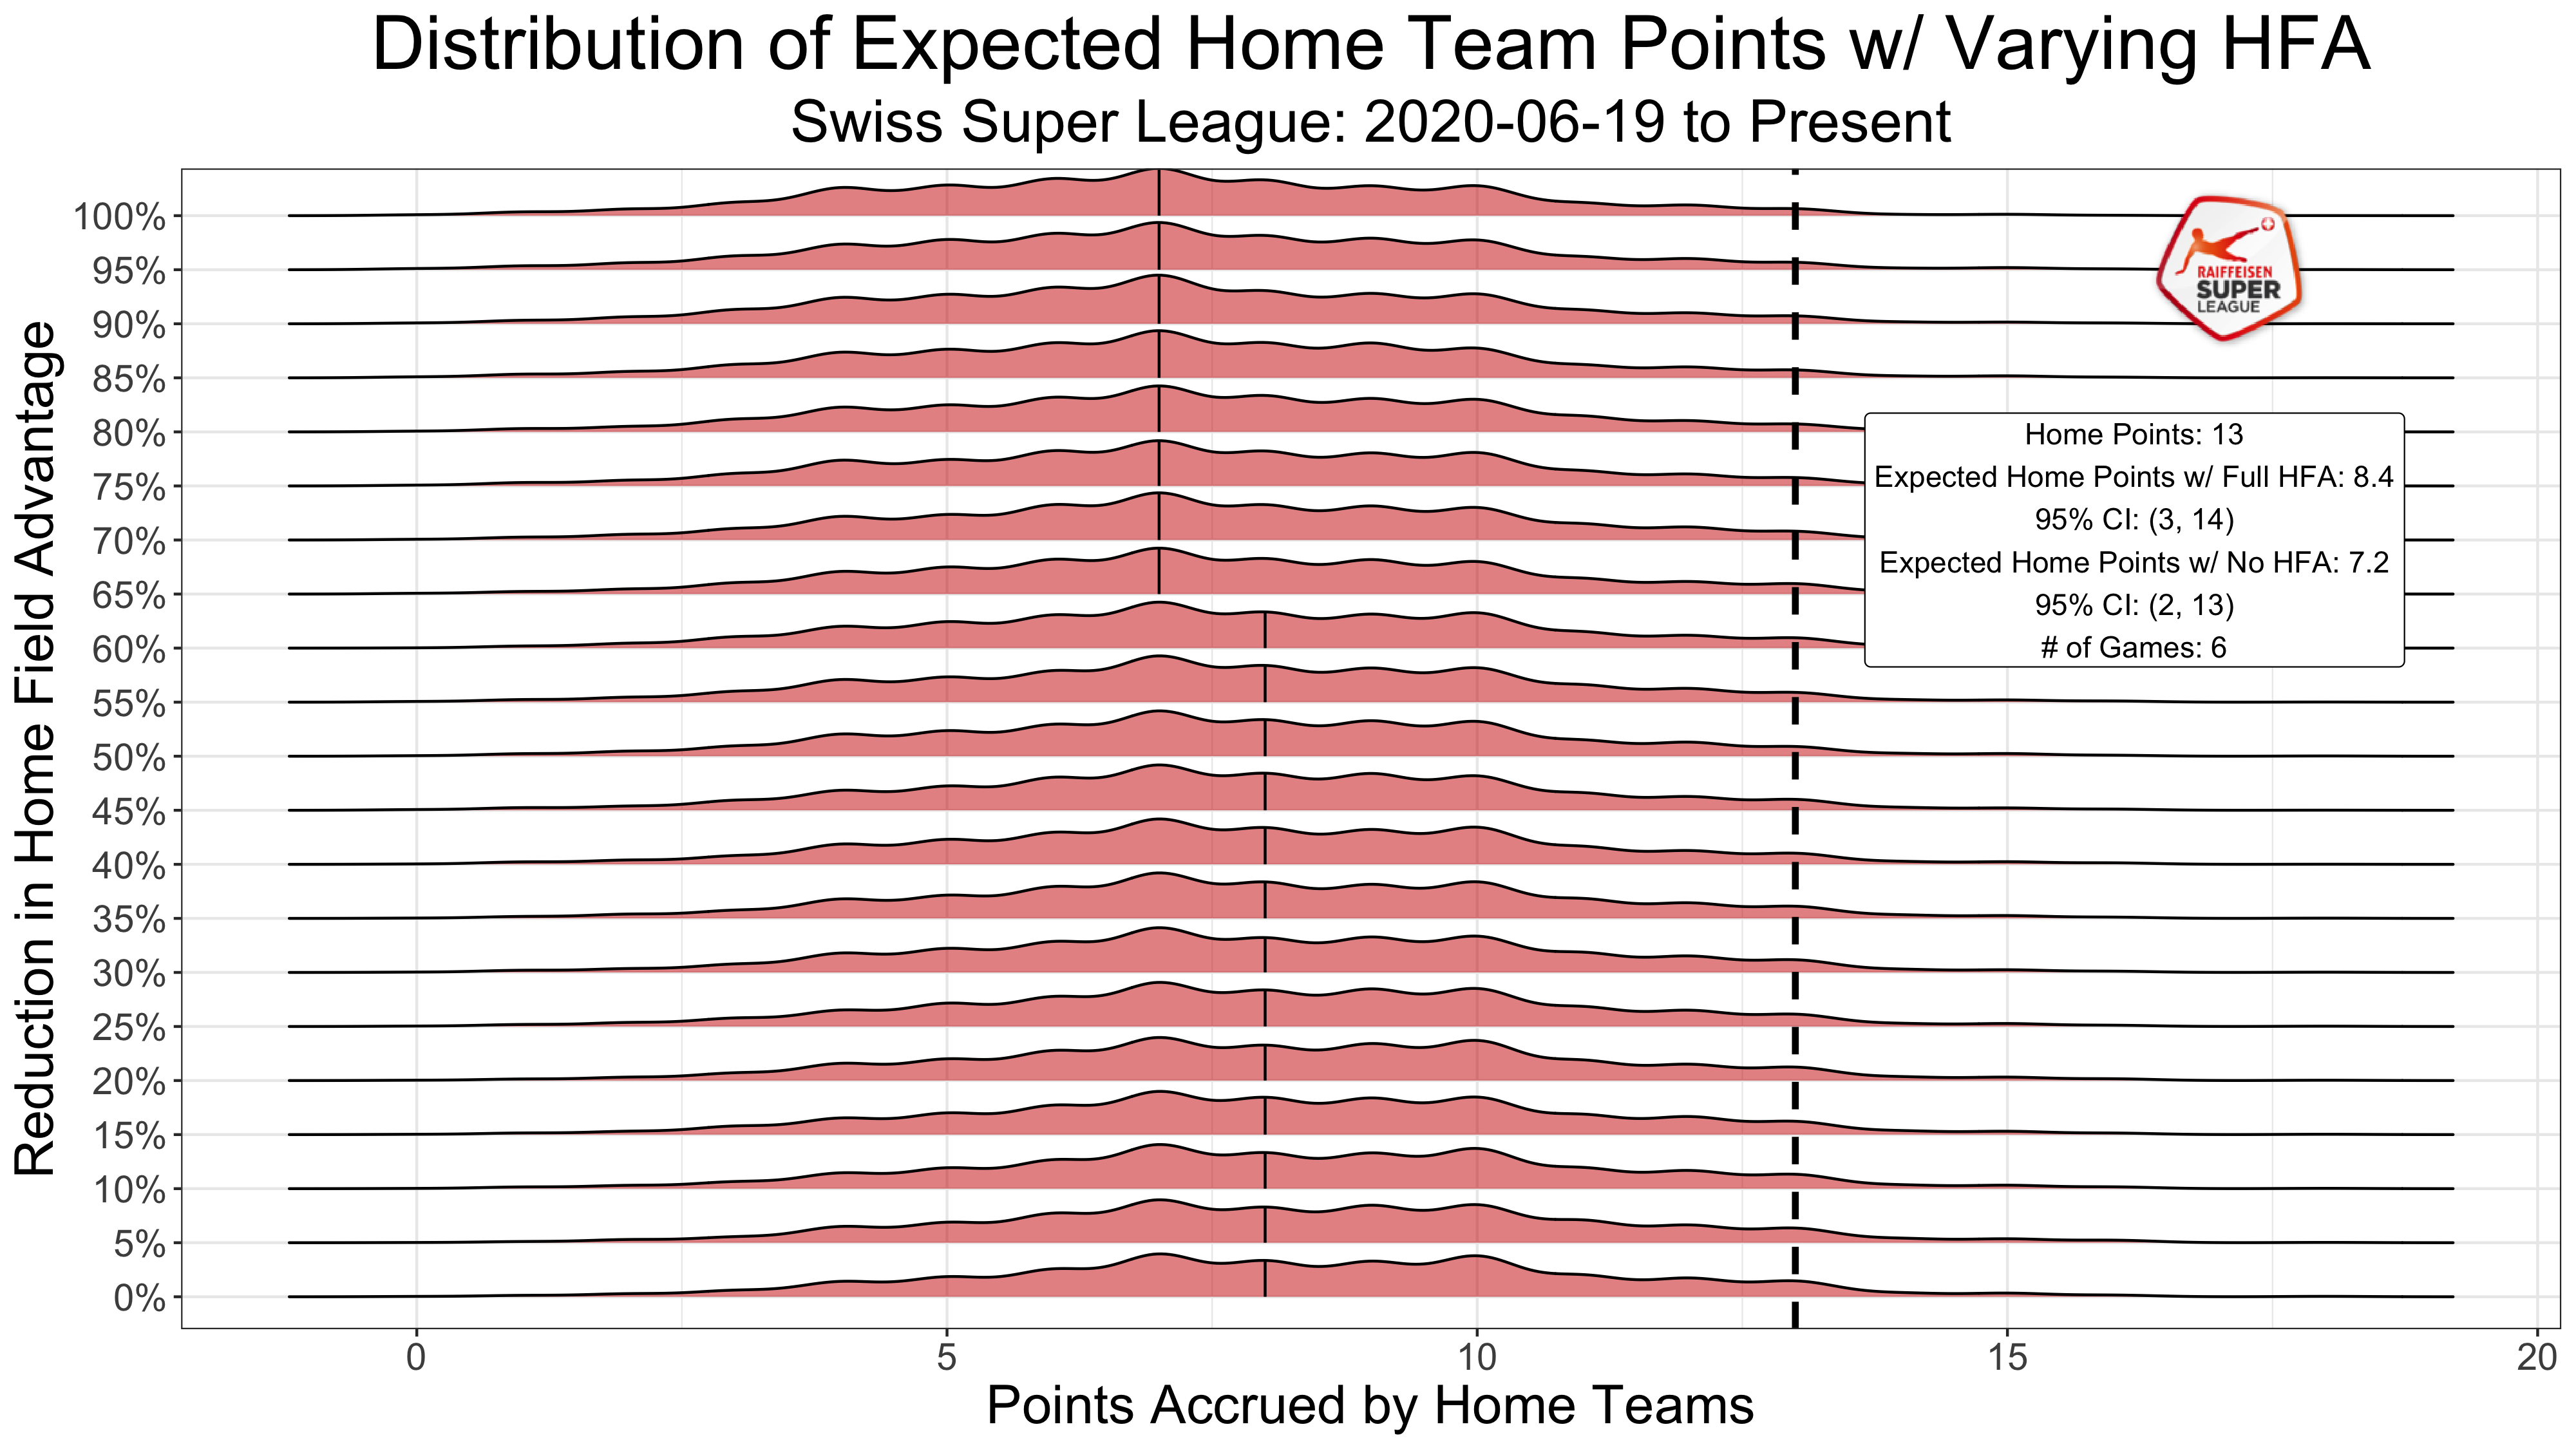 Distribution of Expected Home Team Points w/ Varying HFA
Swiss Super League: 2020-06-19 to Present
Reduction in Home Field Advantage
100%
95%
90%
85%
80%
75%
70%
65%
60%
55%
50%
45%
40%
35%
30%
25%
20%
15%
10%
5%
0%
RAIFFEISEN
SUPER
LEAGUE
Home Points: 13
Expected Home Points w/ Full HFA: 8.4
95% CI: (3, 14)
Expected Home Points w/ No HFA: 7.2
95% CI: (2, 13)
# of Games: 6
0 5 10 15 20
Points Accrued by Home Teams